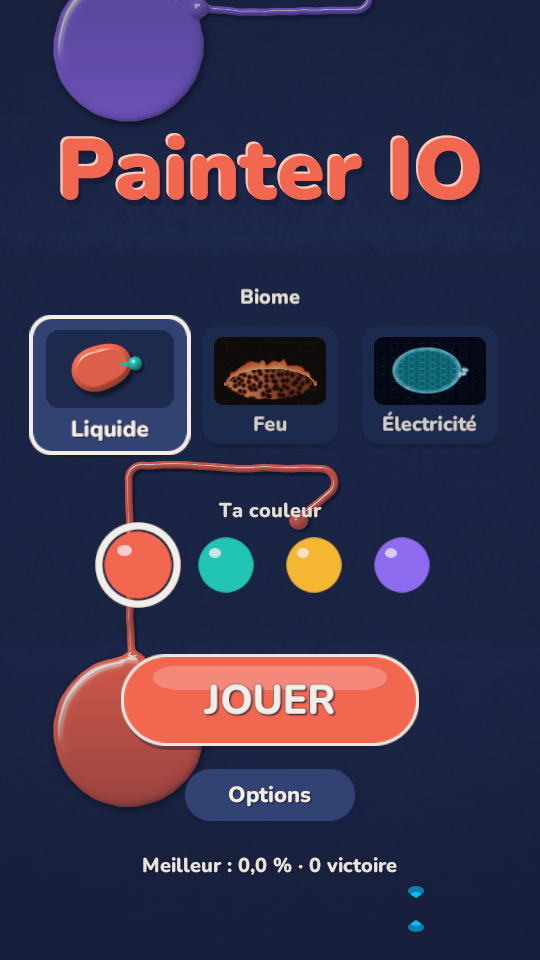 Painter IO
Biome
Liquide
Feu
Électricité
Ta couleur
JOUER
Options
Meilleur : 0,0 % · 0 victoire